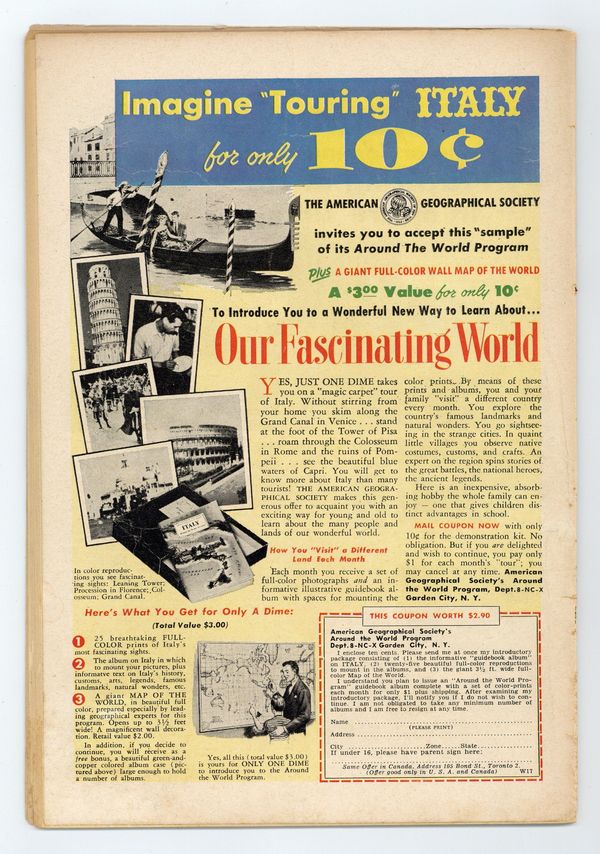 Imagine "Touring" ITALY
for only 10¢
THE AMERICAN GEOGRAPHICAL SOCIETY
invites you to accept this "sample"
of its Around The World Program
Plus A GIANT FULL-COLOR WALL MAP OF THE WORLD
A $3.00 Value for only 10¢
To Introduce You to a Wonderful New Way to Learn About...
Our Fascinating World
YES, JUST ONE DIME takes
you on a "magic carpet" tour
of Italy. Without stirring from
your home you skim along the
Grand Canal in Venice . . . stand
at the foot of the Tower of Pisa
. . . roam through the Colosseum
in Rome and the ruins of Pom-
peii . . . see the beautiful blue
waters of Capri. You will get to
know more about Italy than many
tourists! THE AMERICAN GEOGRA-
PHICAL SOCIETY makes this gen-
erous offer to acquaint you with an
exciting way for young and old to
learn about the many people and
lands of our wonderful world.
How You "Visit" a Different
Land Each Month
Each month you receive a set of
full-color photographs and an in-
formative illustrative guidebook al-
bum with spaces for mounting the
color prints. By means of these
prints and albums, you and your
family "visit" a different country
every month. You explore the
country's famous landmarks and
natural wonders. You go sightsee-
ing in the strange cities. In quaint
little villages you observe native
costumes, customs, and crafts. An
expert on the region spins stories of
the great battles, the national heroes,
the ancient legends.
Here is an inexpensive, absorb-
ing hobby the whole family can en-
joy — one that gives children dis-
tinct advantages in school.
MAIL COUPON NOW with only
10¢ for the demonstration kit. No
obligation. But if you are delighted
and wish to continue, you pay only
$1 for each month's "tour"; you
may cancel at any time. American
Geographical Society's Around
the World Program, Dept.8-NC-X
Garden City, N. Y.
ITALY
In color reproduc-
tions you see fascinat-
ing sights: Leaning Tower;
Procession in Florence; Col-
osseum; Grand Canal.
Here's What You Get for Only A Dime:
(Total Value $3.00)
1 25 breathtaking FULL-
COLOR prints of Italy's
most fascinating sights.
2 The album on Italy in which
to mount your pictures, plus
informative text on Italy's history,
customs, arts, legends, famous
landmarks, natural wonders, etc.
3 A giant MAP OF THE
WORLD, in beautiful full
color, prepared especially by lead-
ing geographical experts for this
program. Opens up to 3½ feet
wide! A magnificent wall decora-
tion. Retail value $2.00.
In addition, if you decide to
continue, you will receive as a
free bonus, a beautiful green-and-
copper colored album case (pic-
tured above) large enough to hold
a number of albums.
Yes, all this (total value $3.00)
is yours for ONLY ONE DIME
to introduce you to the Around
the World Program.
THIS COUPON WORTH $2.90
American Geographical Society's
Around the World Program
Dept.8-NC-X Garden City, N. Y.
I enclose ten cents. Please send me at once my introductory
package consisting of (1) the informative "guidebook album"
on ITALY, (2) twenty-five beautiful full-color reproductions
to mount in the albums, and (3) the giant 3½ ft. wide full-
color Map of the World.
I understand you plan to issue an "Around the World Pro-
gram" guidebook album complete with a set of color-prints
each month for only $1 plus shipping. After examining my
introductory package, I'll notify you if I do not wish to con-
tinue. I am not obligated to take any minimum number of
albums and I am free to resign at any time.
Name
(PLEASE PRINT)
Address
City Zone State
If under 16, please have parent sign here:
Same Offer in Canada. Address 105 Bond St., Toronto 2.
(Offer good only in U. S. A. and Canada) W17